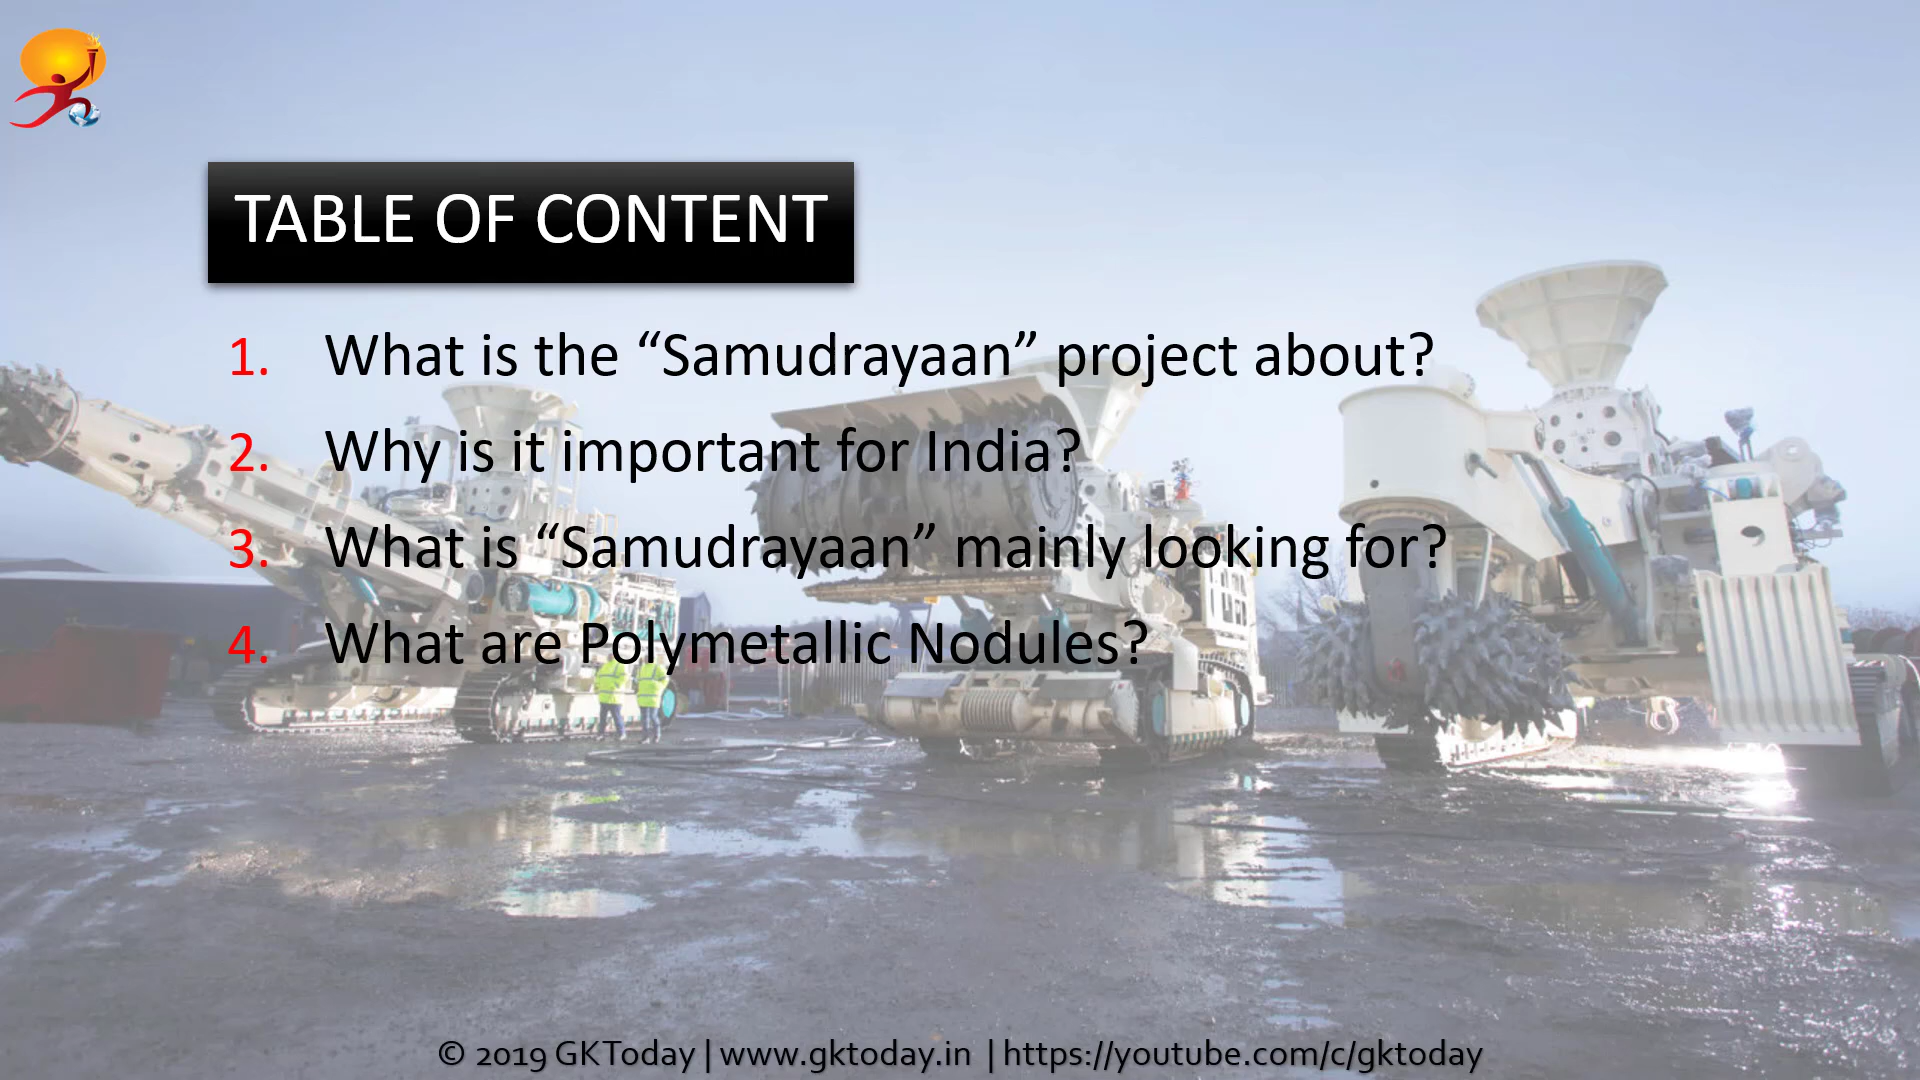 TABLE OF CONTENT
1. What is the “Samudrayaan” project about?
2. Why is it important for India?
3. What is “Samudrayaan” mainly looking for?
4. What are Polymetallic Nodules?
© 2019 GKToday | www.gktoday.in | https://youtube.com/c/gktoday